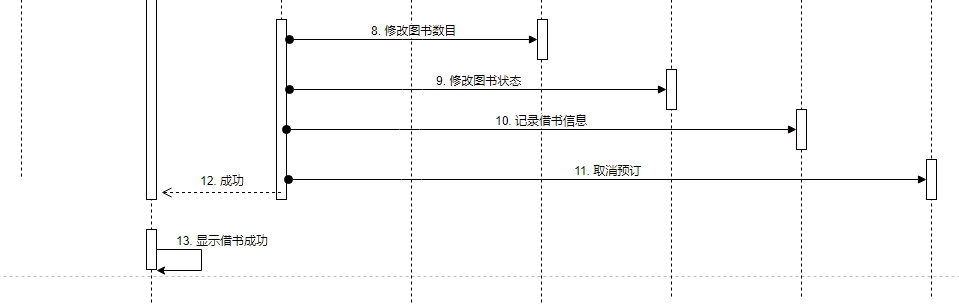 8. 修改图书数目
9. 修改图书状态
10. 记录借书信息
11. 取消预订
12. 成功
13. 显示借书成功